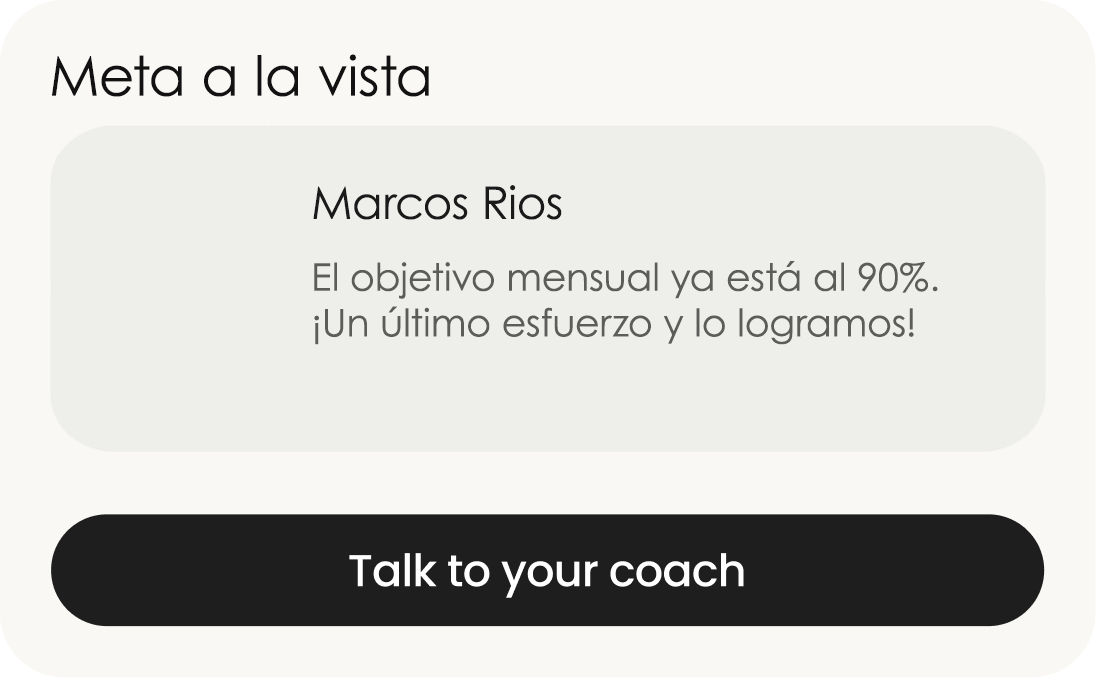 Meta a la vista
Marcos Rios
El objetivo mensual ya está al 90%.
¡Un último esfuerzo y lo logramos!
Talk to your coach